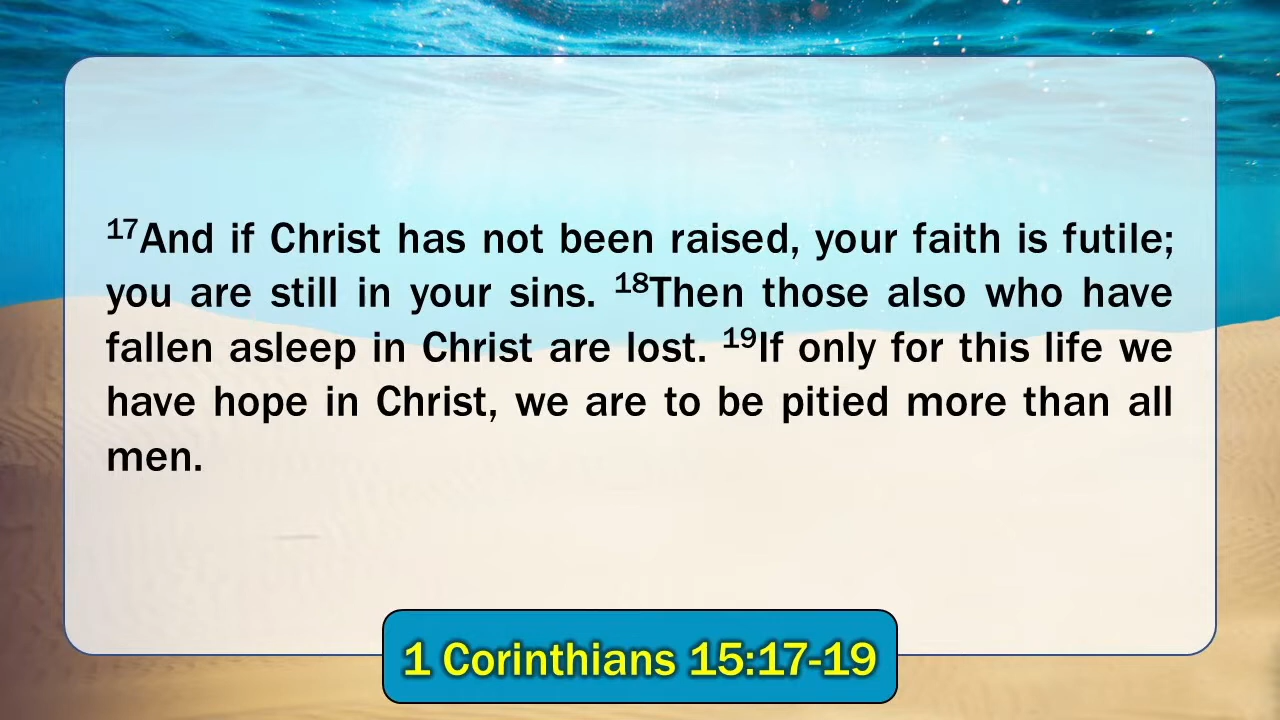 ¹⁷And if Christ has not been raised, your faith is futile;
you are still in your sins. ¹⁸Then those also who have
fallen asleep in Christ are lost. ¹⁹If only for this life we
have hope in Christ, we are to be pitied more than all
men.
1 Corinthians 15:17-19